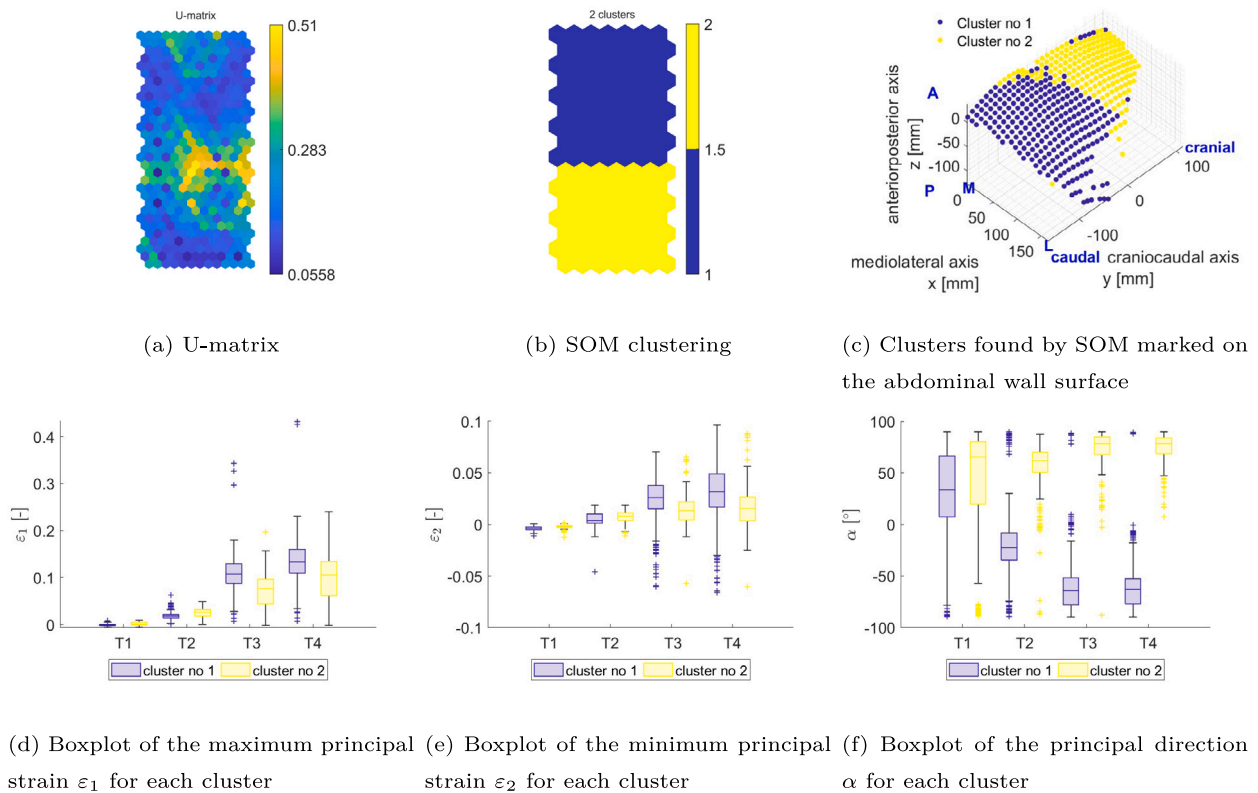 U-matrix
0.51
0.283
0.0558
2 clusters
2
1.5
1
Cluster no 1
Cluster no 2
A
0
-50
-100
anteriorposterior axis
z [mm]
P
M
0
50
100
150
mediolateral axis
x [mm]
L
caudal
craniocaudal axis
y [mm]
-100
0
100
cranial
(a) U-matrix
(b) SOM clustering
(c) Clusters found by SOM marked on
the abdominal wall surface
0.4
0.3
0.2
0.1
0
ε₁ [-]
T1 T2 T3 T4
cluster no 1 cluster no 2
0.1
0.05
0
-0.05
-0.1
ε₂ [-]
T1 T2 T3 T4
cluster no 1 cluster no 2
100
50
0
-50
-100
α [°]
T1 T2 T3 T4
cluster no 1 cluster no 2
(d) Boxplot of the maximum principal
strain ε₁ for each cluster
(e) Boxplot of the minimum principal
strain ε₂ for each cluster
(f) Boxplot of the principal direction
α for each cluster